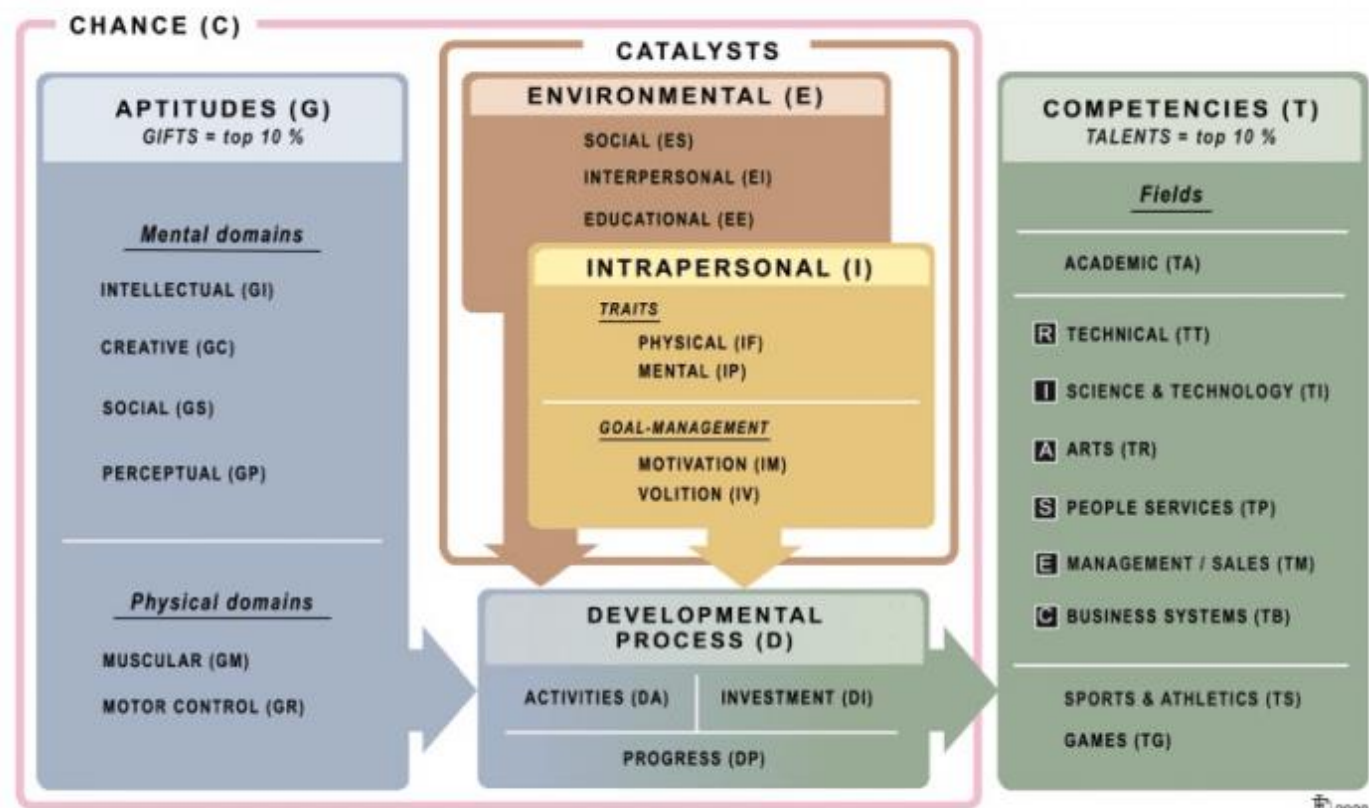 CHANCE (C)
APTITUDES (G)
GIFTS = top 10 %
Mental domains
INTELLECTUAL (GI)
CREATIVE (GC)
SOCIAL (GS)
PERCEPTUAL (GP)
Physical domains
MUSCULAR (GM)
MOTOR CONTROL (GR)
CATALYSTS
ENVIRONMENTAL (E)
SOCIAL (ES)
INTERPERSONAL (EI)
EDUCATIONAL (EE)
INTRAPERSONAL (I)
TRAITS
PHYSICAL (IF)
MENTAL (IP)
GOAL-MANAGEMENT
MOTIVATION (IM)
VOLITION (IV)
DEVELOPMENTAL
PROCESS (D)
ACTIVITIES (DA)
INVESTMENT (DI)
PROGRESS (DP)
COMPETENCIES (T)
TALENTS = top 10 %
Fields
ACADEMIC (TA)
R TECHNICAL (TT)
I SCIENCE & TECHNOLOGY (TI)
A ARTS (TR)
S PEOPLE SERVICES (TP)
E MANAGEMENT / SALES (TM)
C BUSINESS SYSTEMS (TB)
SPORTS & ATHLETICS (TS)
GAMES (TG)